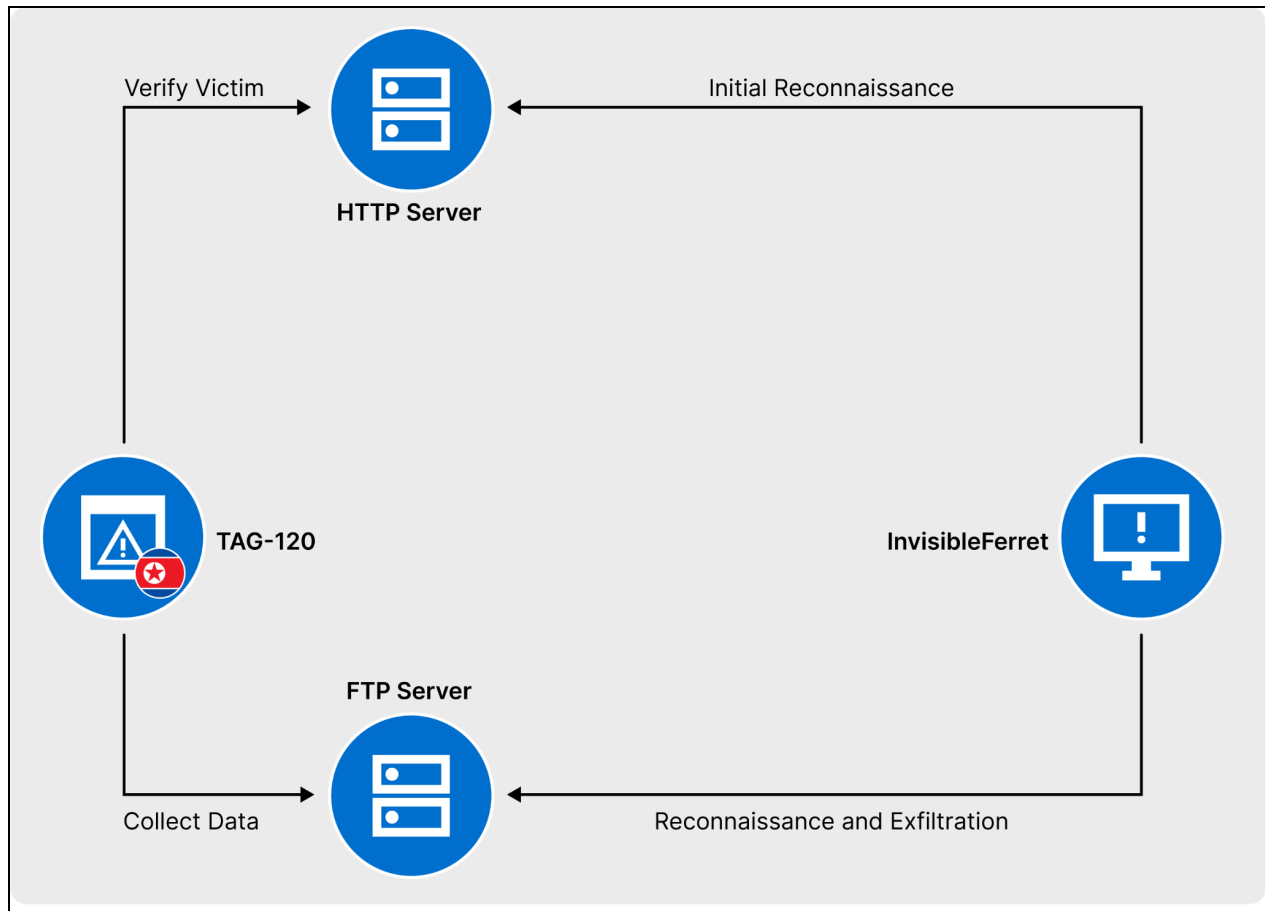 Verify Victim
Initial Reconnaissance
HTTP Server
TAG-120
InvisibleFerret
FTP Server
Collect Data
Reconnaissance and Exfiltration